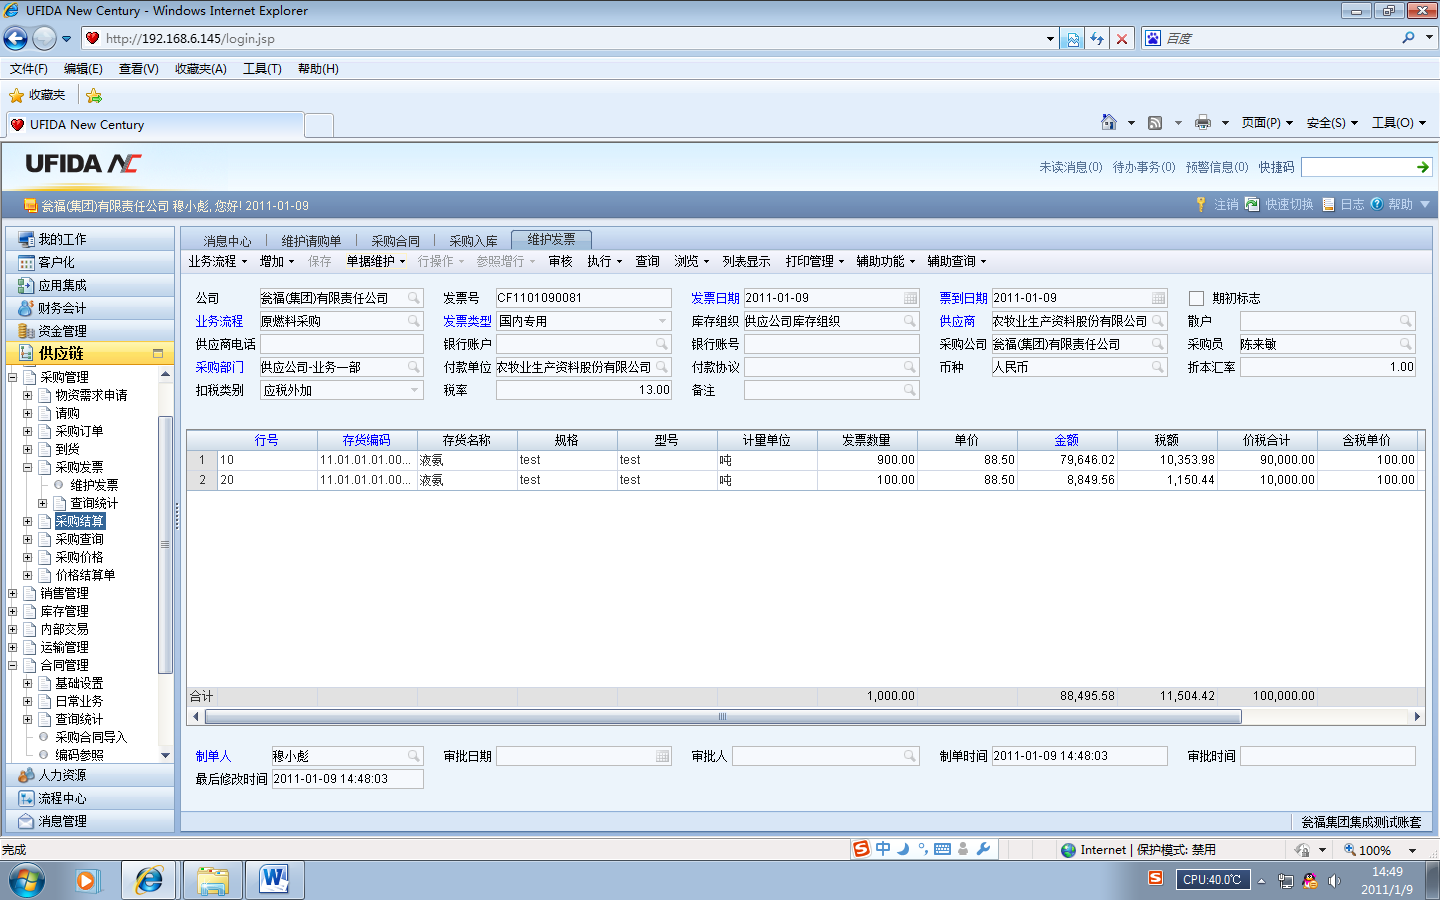 UFIDA New Century - Windows Internet Explorer
http://192.168.6.145/login.jsp
百度
文件(F) 编辑(E) 查看(V) 收藏夹(A) 工具(T) 帮助(H)
收藏夹
UFIDA New Century
页面(P) 安全(S) 工具(O)
UFIDA NC
未读消息(0) 待办事务(0) 预警信息(0) 快捷码
瓮福(集团)有限责任公司 穆小彪, 您好! 2011-01-09
注销 快速切换 日志 帮助
我的工作
客户化
应用集成
财务会计
资金管理
供应链
采购管理
物资需求申请
请购
采购订单
到货
采购发票
维护发票
查询统计
采购结算
采购查询
采购价格
价格结算单
销售管理
库存管理
内部交易
运输管理
合同管理
基础设置
日常业务
查询统计
采购合同导入
编码参照
人力资源
流程中心
消息管理
消息中心 维护请购单 采购合同 采购入库 维护发票
业务流程 增加 保存 单据维护 行操作 参照增行 审核 执行 查询 浏览 列表显示 打印管理 辅助功能 辅助查询
公司 瓮福(集团)有限责任公司 发票号 CF1101090081 发票日期 2011-01-09 票到日期 2011-01-09 期初标志
业务流程 原燃料采购 发票类型 国内专用 库存组织 供应公司库存组织 供应商 农牧业生产资料股份有限公司 散户
供应商电话 银行账户 银行账号 采购公司 瓮福(集团)有限责任公司 采购员 陈来敏
采购部门 供应公司-业务一部 付款单位 农牧业生产资料股份有限公司 付款协议 币种 人民币 折本汇率 1.00
扣税类别 应税外加 税率 13.00 备注
行号 存货编码 存货名称 规格 型号 计量单位 发票数量 单价 金额 税额 价税合计 含税单价
1 10 11.01.01.01.00... 液氨 test test 吨 900.00 88.50 79,646.02 10,353.98 90,000.00 100.00
2 20 11.01.01.01.00... 液氨 test test 吨 100.00 88.50 8,849.56 1,150.44 10,000.00 100.00
合计 1,000.00 88,495.58 11,504.42 100,000.00
制单人 穆小彪 审批日期 审批人 制单时间 2011-01-09 14:48:03 审批时间
最后修改时间 2011-01-09 14:48:03
瓮福集团集成测试账套
完成
中
Internet | 保护模式: 禁用
100%
CPU:40.0℃
14:49
2011/1/9